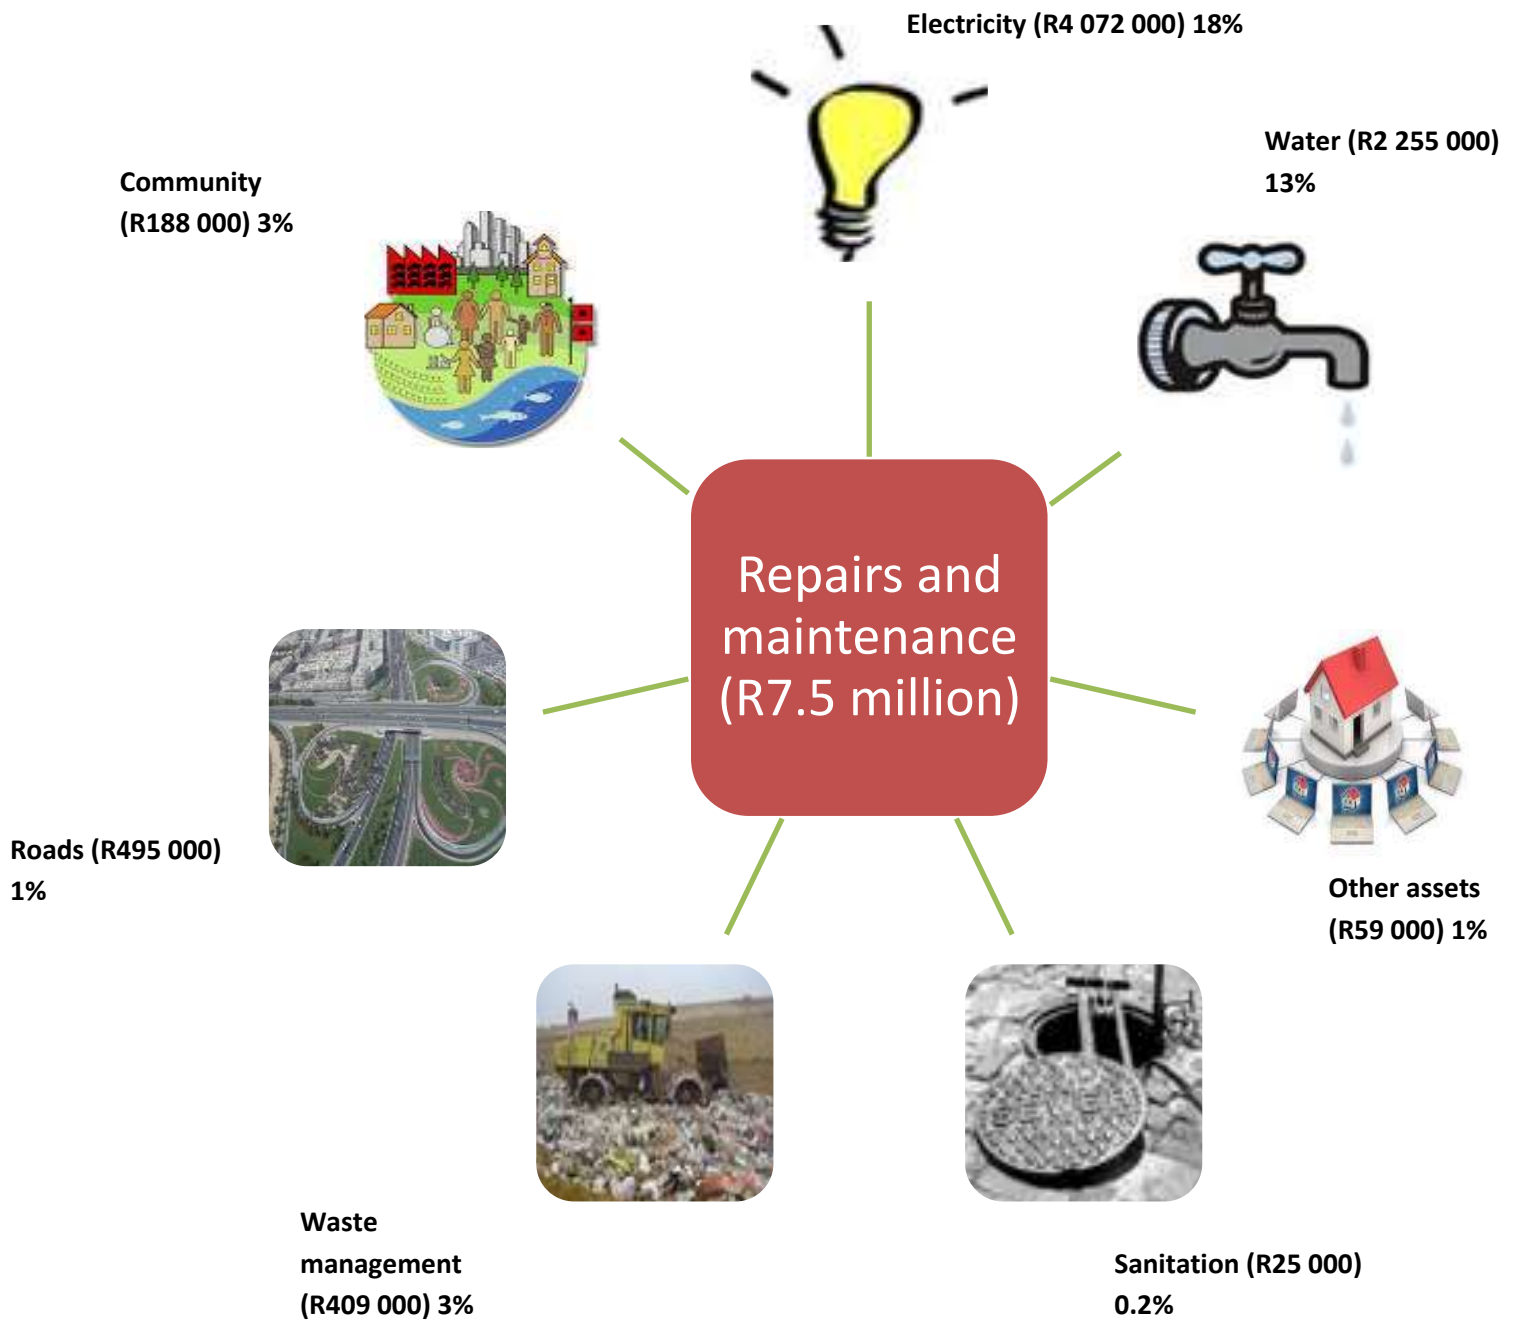 Electricity (R4 072 000) 18%
Water (R2 255 000)
13%
Community
(R188 000) 3%
Repairs and
maintenance
(R7.5 million)
Roads (R495 000)
1%
Other assets
(R59 000) 1%
Waste
management
(R409 000) 3%
Sanitation (R25 000)
0.2%